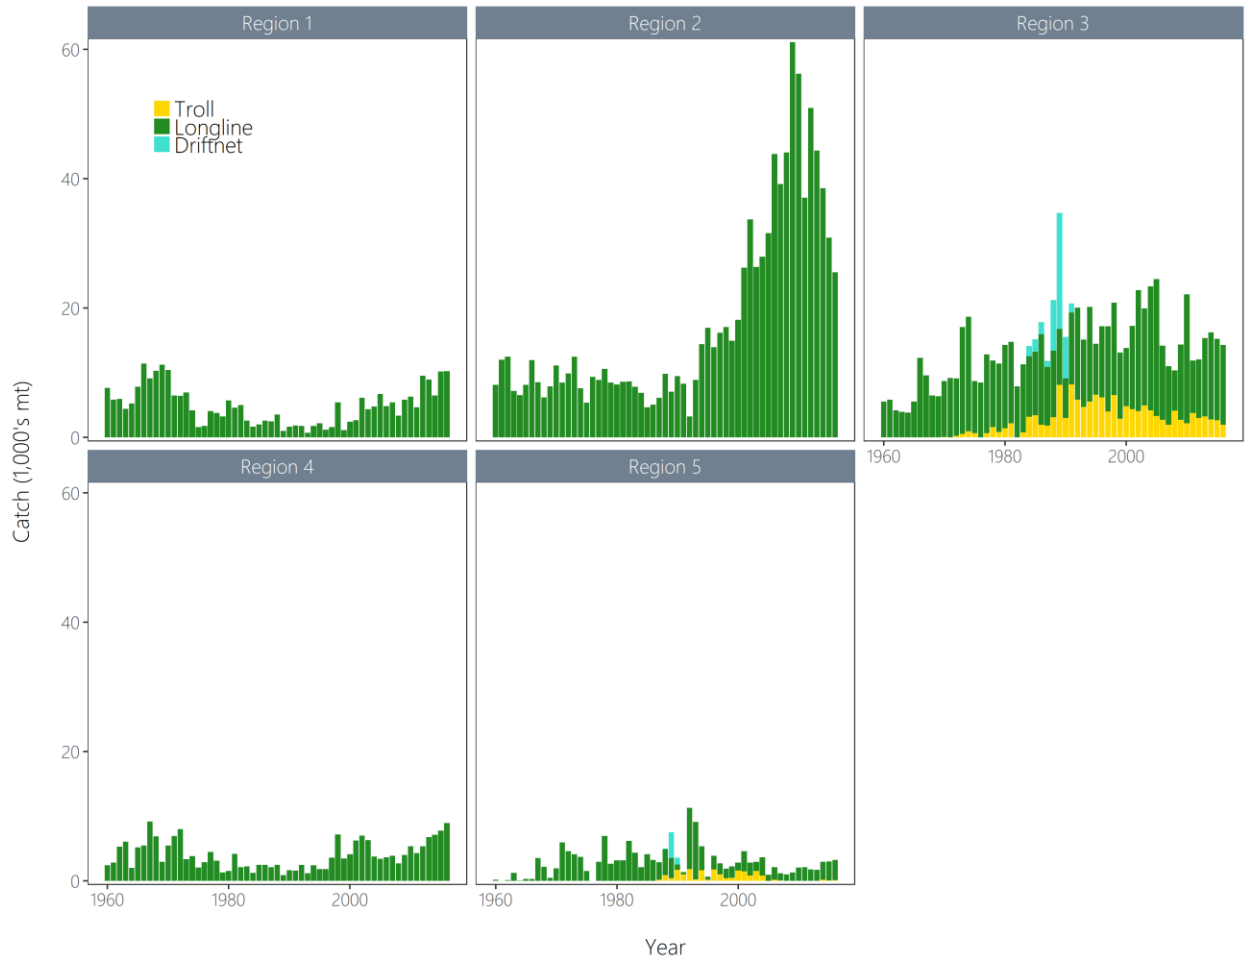 Region 1
Region 2
Region 3
60
40
20
0
Troll
Longline
Driftnet
1960 1980 2000
Catch (1,000's mt)
Region 4
Region 5
60
40
20
0
1960 1980 2000
1960 1980 2000
Year